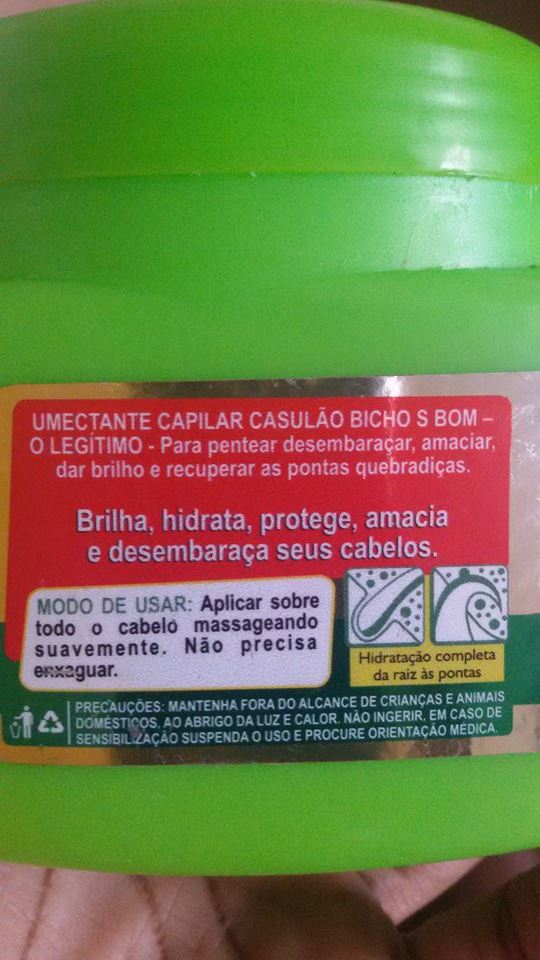 UMECTANTE CAPILAR CASULÃO BICHO S BOM –
O LEGÍTIMO - Para pentear desembaraçar, amaciar,
dar brilho e recuperar as pontas quebradiças.
Brilha, hidrata, protege, amacia
e desembaraça seus cabelos.
MODO DE USAR: Aplicar sobre
todo o cabelo massageando
suavemente. Não precisa
enxaguar.
Hidratação completa
da raiz às pontas
PRECAUÇÕES: MANTENHA FORA DO ALCANCE DE CRIANÇAS E ANIMAIS
DOMÉSTICOS, AO ABRIGO DA LUZ E CALOR. NÃO INGERIR, EM CASO DE
SENSIBILIZAÇÃO SUSPENDA O USO E PROCURE ORIENTAÇÃO MÉDICA.